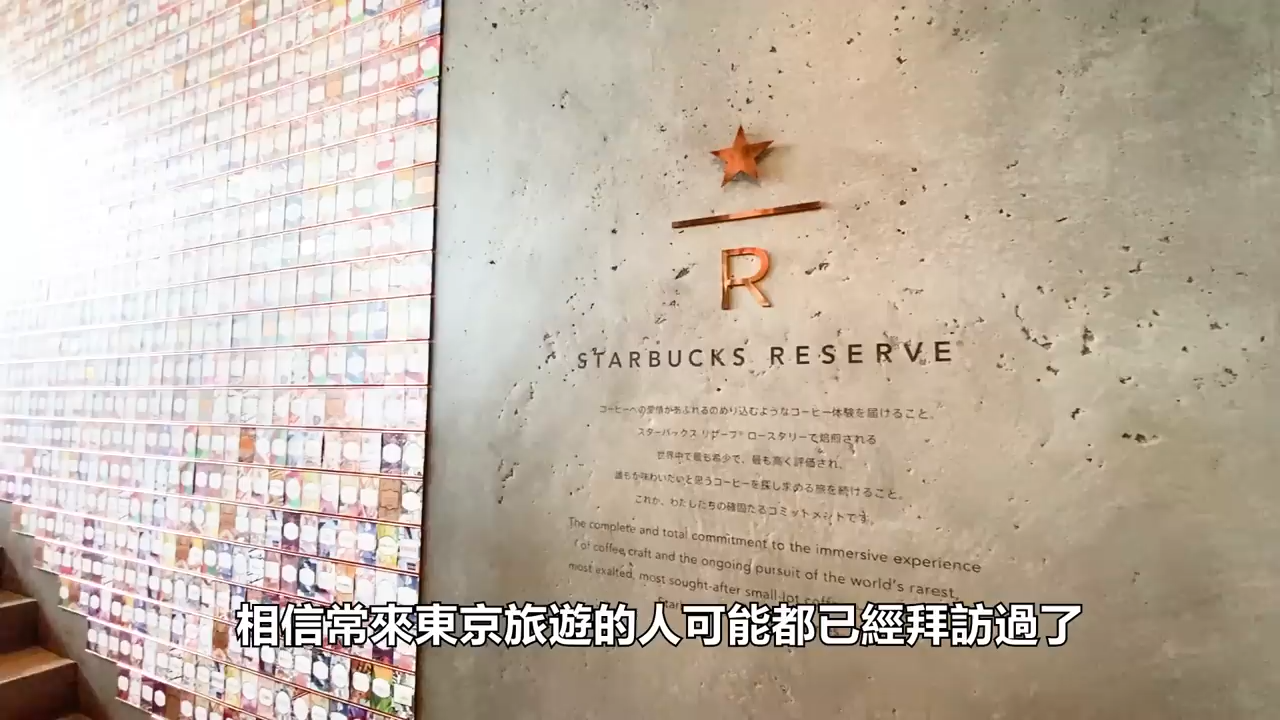 R
STARBUCKS RESERVE
コーヒーへの愛情があふれるのめり込むようなコーヒー体験を届けること。
スターバックス リザーブ® ロースタリーで焙煎される
世界中で最も希少で、最も高く評価され、
誰もが味わいたいと思うコーヒーを探し求める旅を続けること。
これが、わたしたちの確固たるコミットメントです。
The complete and total commitment to the immersive experience
of coffee craft and the ongoing pursuit of the world's rarest,
most exalted, most sought-after small-lot
相信常來東京旅遊的人可能都已經拜訪過了